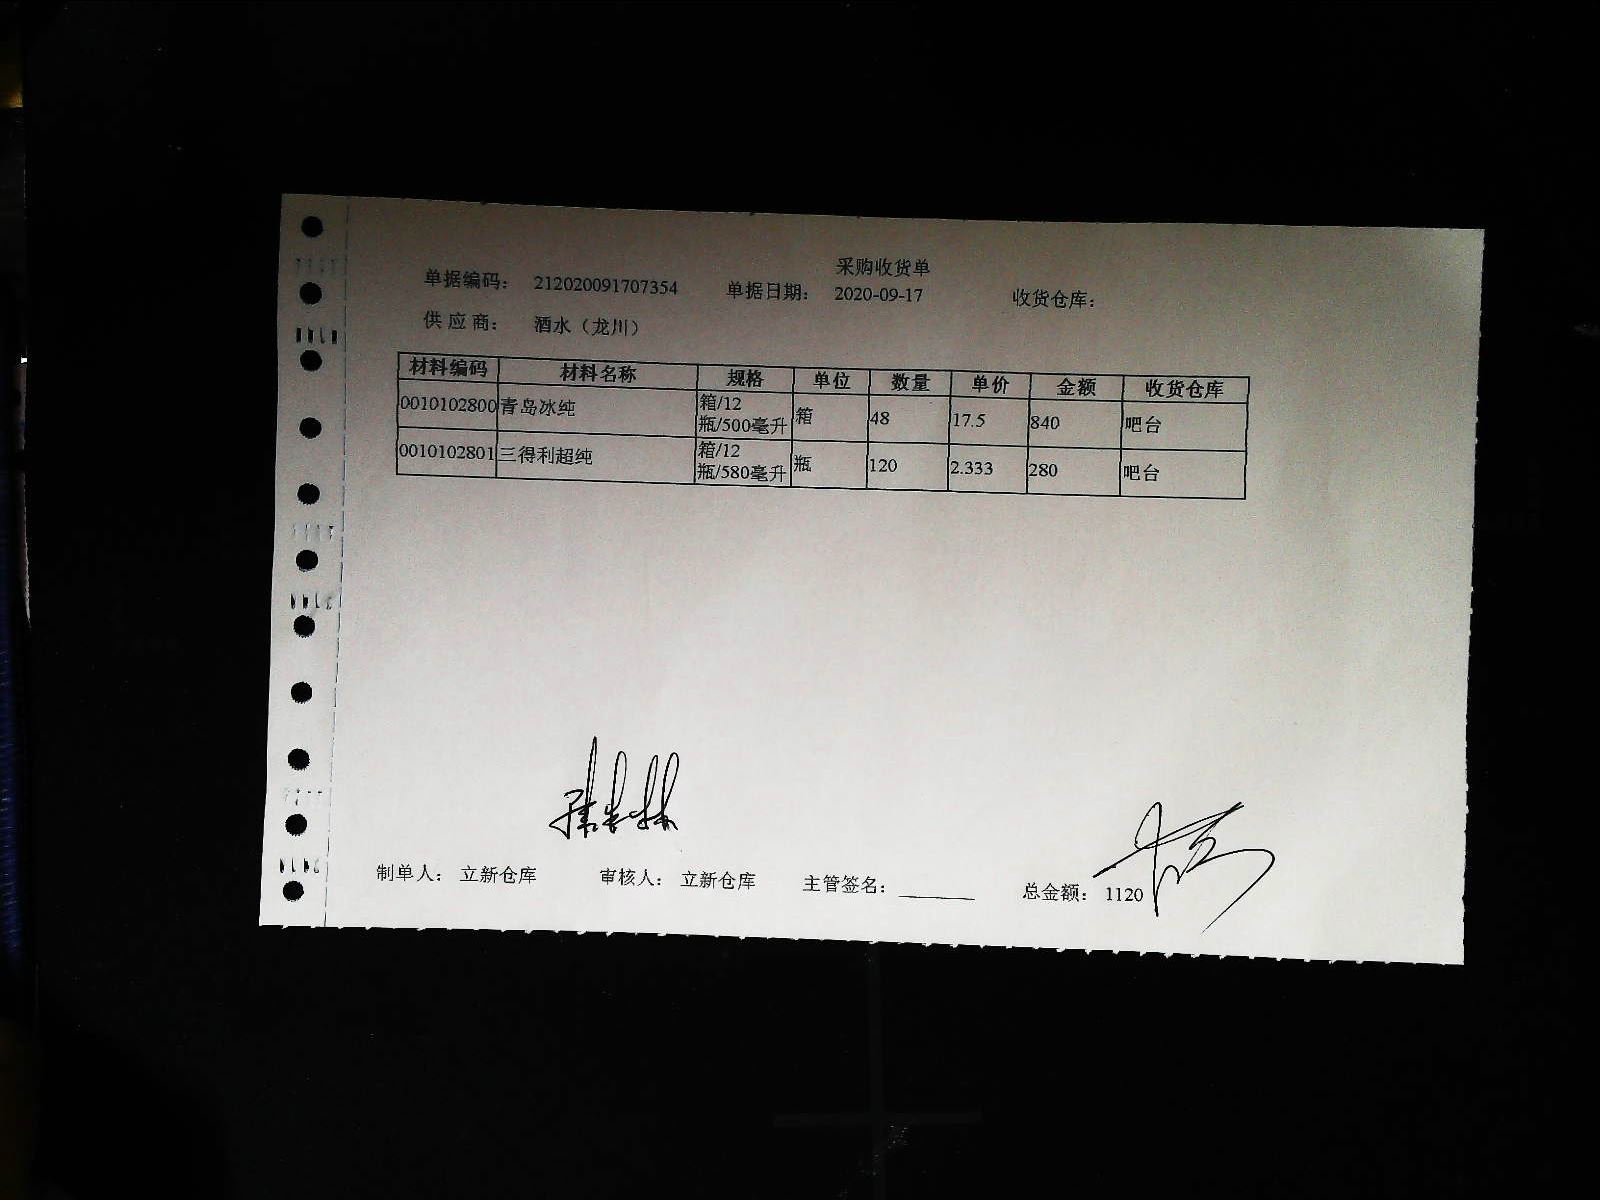 采购收货单
单据编码： 212020091707354 单据日期： 2020-09-17 收货仓库：
供应商： 酒水（龙川）
材料编码 材料名称 规格 单位 数量 单价 金额 收货仓库
0010102800 青岛冰纯 箱/12瓶/500毫升 箱 48 17.5 840 吧台
0010102801 三得利超纯 箱/12瓶/580毫升 瓶 120 2.333 280 吧台
制单人： 立新仓库 审核人： 立新仓库 主管签名： 总金额： 1120